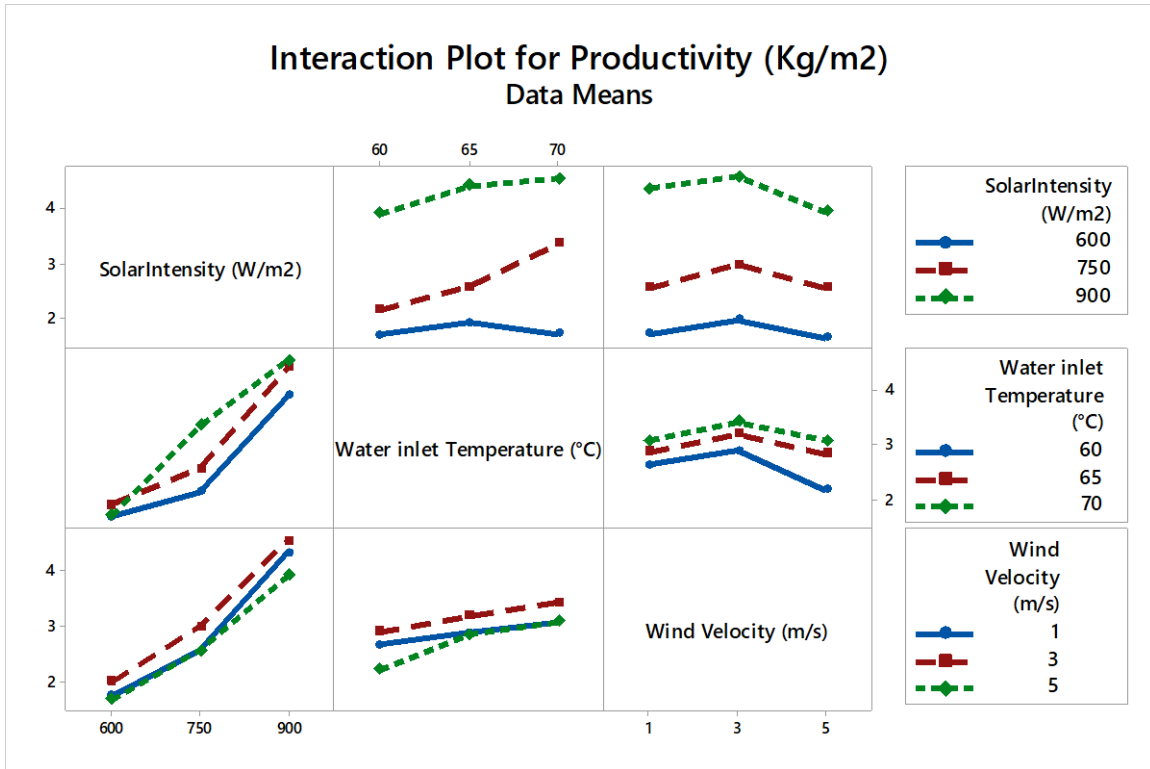 Interaction Plot for Productivity (Kg/m2)
Data Means
60 65 70
4
3
2
SolarIntensity (W/m2)
SolarIntensity
(W/m2)
600
750
900
Water inlet Temperature (°C)
4
3
2
Water inlet
Temperature
(°C)
60
65
70
4
3
2
Wind Velocity (m/s)
Wind
Velocity
(m/s)
1
3
5
600 750 900
1 3 5